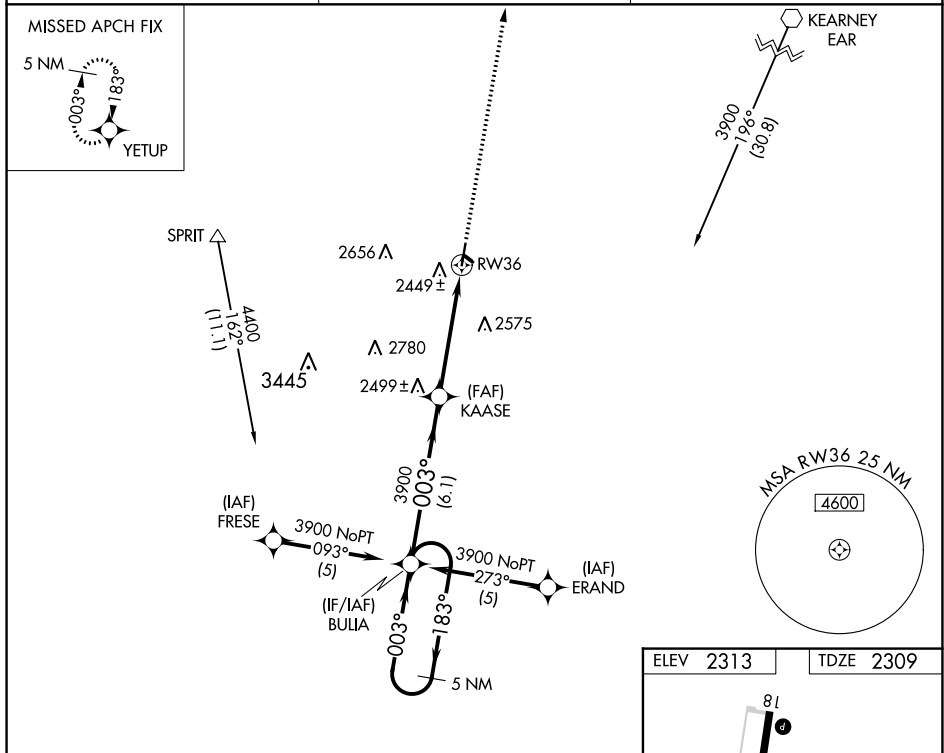 MISSED APCH FIX
5 NM
003°
183°
YETUP
KEARNEY
EAR
3900
196°
(30.8)
SPRIT
4400
162°
(11.1)
2656
RW36
2449±
2575
2780
3445
2499±
(FAF)
KAASE
3900
003°
(6.1)
(IAF)
FRESE
3900 NoPT
093°
(5)
3900 NoPT
273°
(5)
(IAF)
ERAND
(IF/IAF)
BULIA
003°
183°
5 NM
MSA RW36 25 NM
4600
ELEV 2313
TDZE 2309
18
P